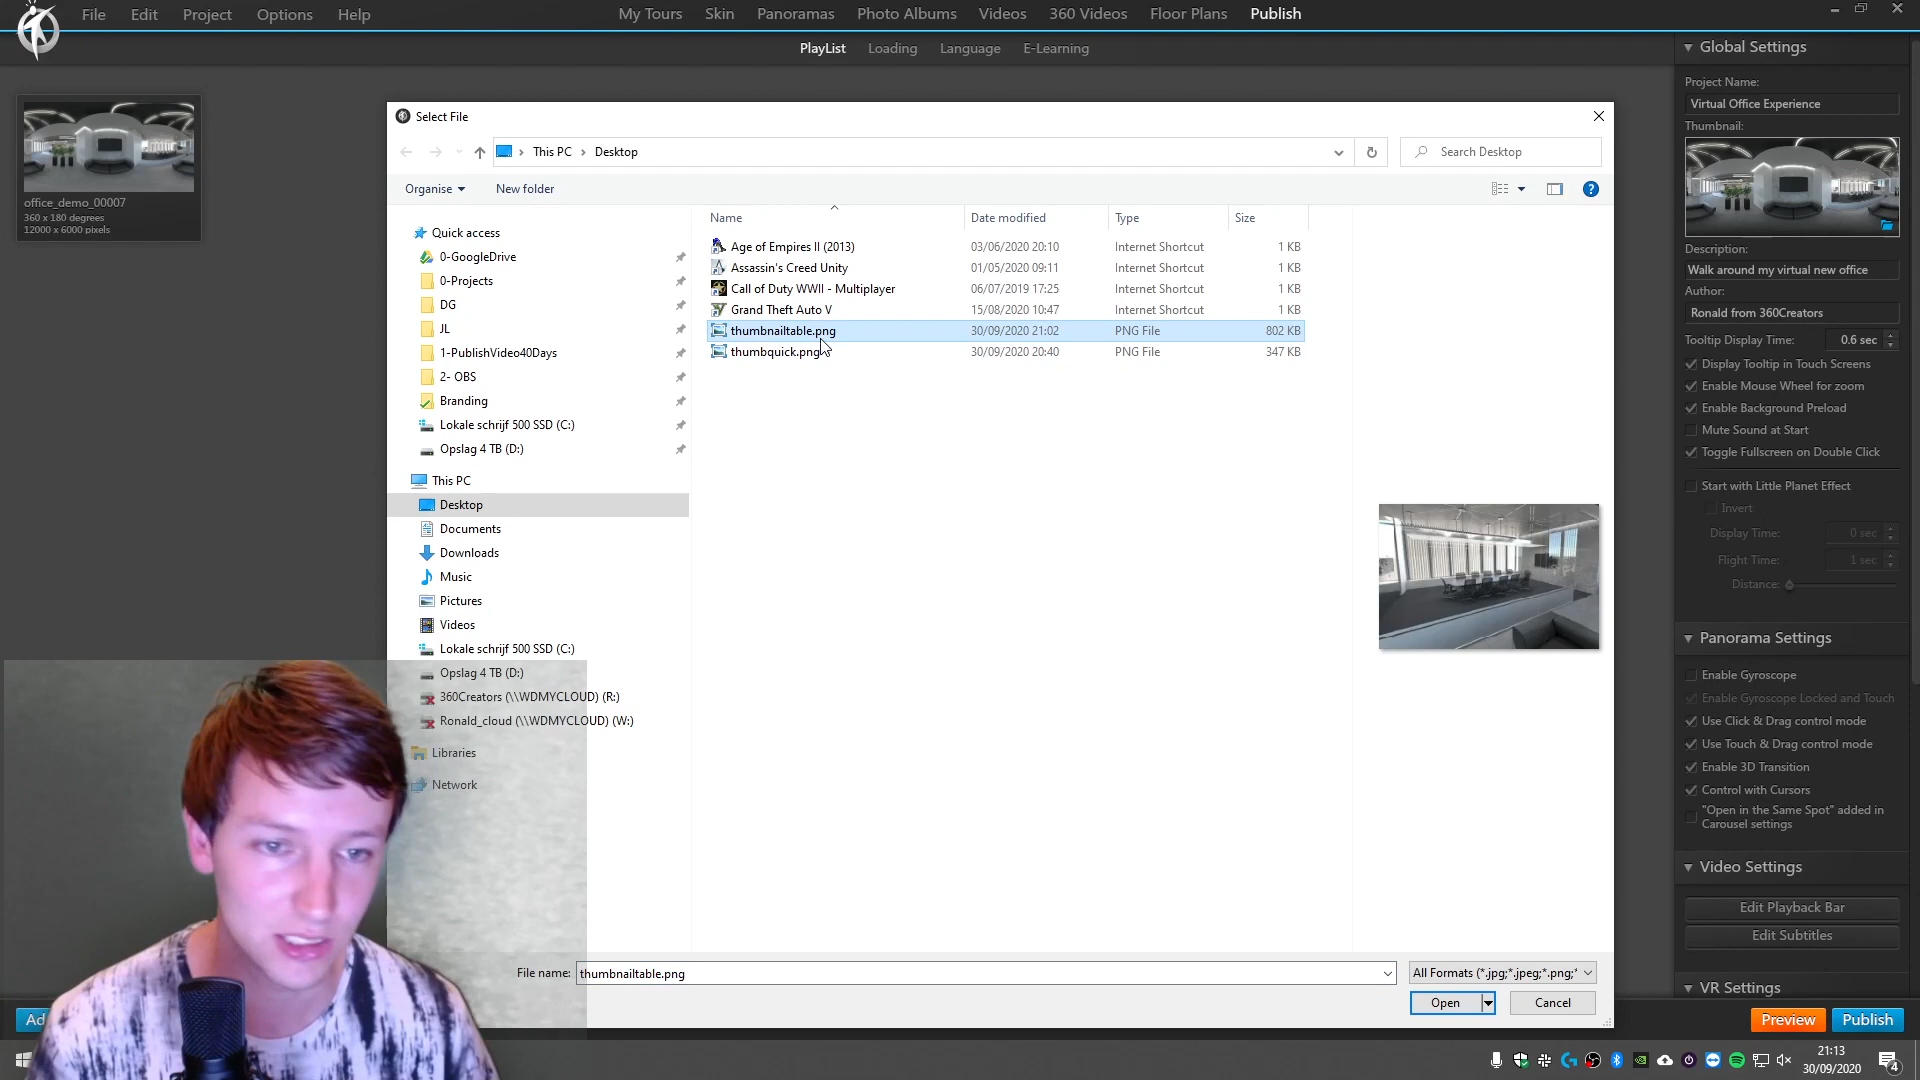 File Edit Project Options Help
My Tours Skin Panoramas Photo Albums Videos 360 Videos Floor Plans Publish
PlayList Loading Language E-Learning
office_demo_00007
360 x 180 degrees
12000 x 6000 pixels
Select File
This PC › Desktop
Search Desktop
Organise
New folder
Quick access
0-GoogleDrive
0-Projects
DG
JL
1-PublishVideo40Days
2- OBS
Branding
Lokale schrijf 500 SSD (C:)
Opslag 4 TB (D:)
This PC
Desktop
Documents
Downloads
Music
Pictures
Videos
Lokale schrijf 500 SSD (C:)
Opslag 4 TB (D:)
360Creators (\\WDMYCLOUD) (R:)
Ronald_cloud (\\WDMYCLOUD) (W:)
Libraries
Network
Name Date modified Type Size
Age of Empires II (2013) 03/06/2020 20:10 Internet Shortcut 1 KB
Assassin's Creed Unity 01/05/2020 09:11 Internet Shortcut 1 KB
Call of Duty WWII - Multiplayer 06/07/2019 17:25 Internet Shortcut 1 KB
Grand Theft Auto V 15/08/2020 10:47 Internet Shortcut 1 KB
thumbnailtable.png 30/09/2020 21:02 PNG File 802 KB
thumbquick.png 30/09/2020 20:40 PNG File 347 KB
File name: thumbnailtable.png
All Formats (*.jpg;*.jpeg;*.png;*
Open
Cancel
Global Settings
Project Name:
Virtual Office Experience
Thumbnail:
Description:
Walk around my virtual new office
Author:
Ronald from 360Creators
Tooltip Display Time: 0.6 sec
Display Tooltip in Touch Screens
Enable Mouse Wheel for zoom
Enable Background Preload
Mute Sound at Start
Toggle Fullscreen on Double Click
Start with Little Planet Effect
Invert
Display Time: 0 sec
Flight Time: 1 sec
Distance:
Panorama Settings
Enable Gyroscope
Enable Gyroscope Locked and Touch
Use Click & Drag control mode
Use Touch & Drag control mode
Enable 3D Transition
Control with Cursors
"Open in the Same Spot" added in
Carousel settings
Video Settings
Edit Playback Bar
Edit Subtitles
VR Settings
Ad
Preview
Publish
21:13
30/09/2020
4